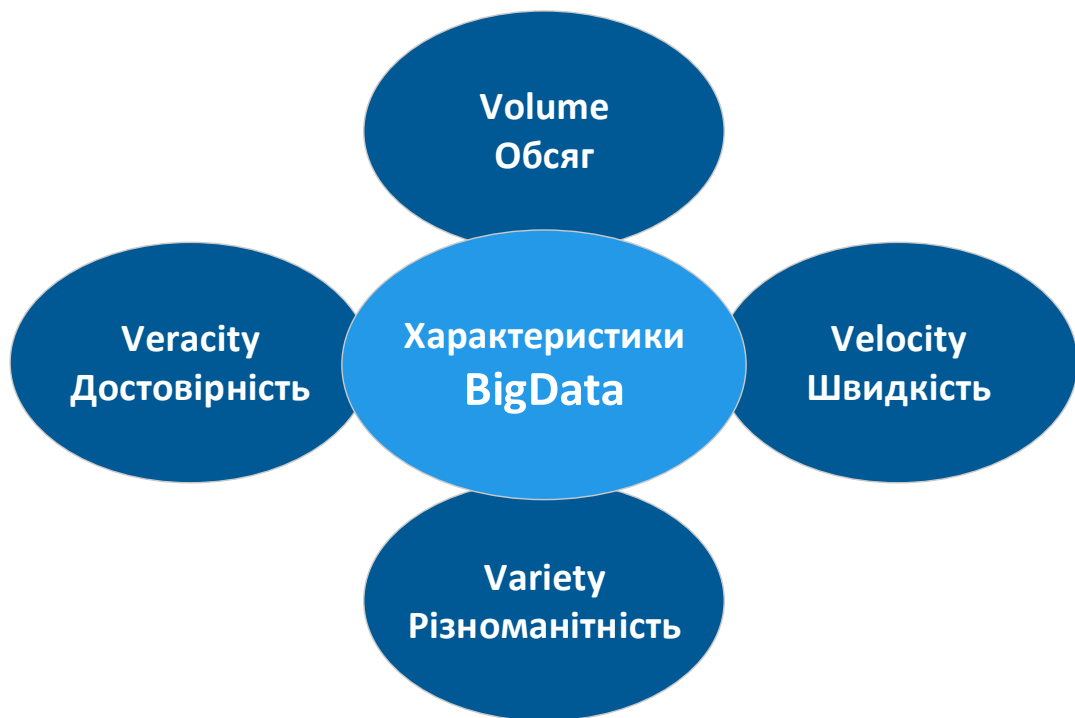 Volume
Обсяг
Veracity
Достовірність
Характеристики
BigData
Velocity
Швидкість
Variety
Різноманітність